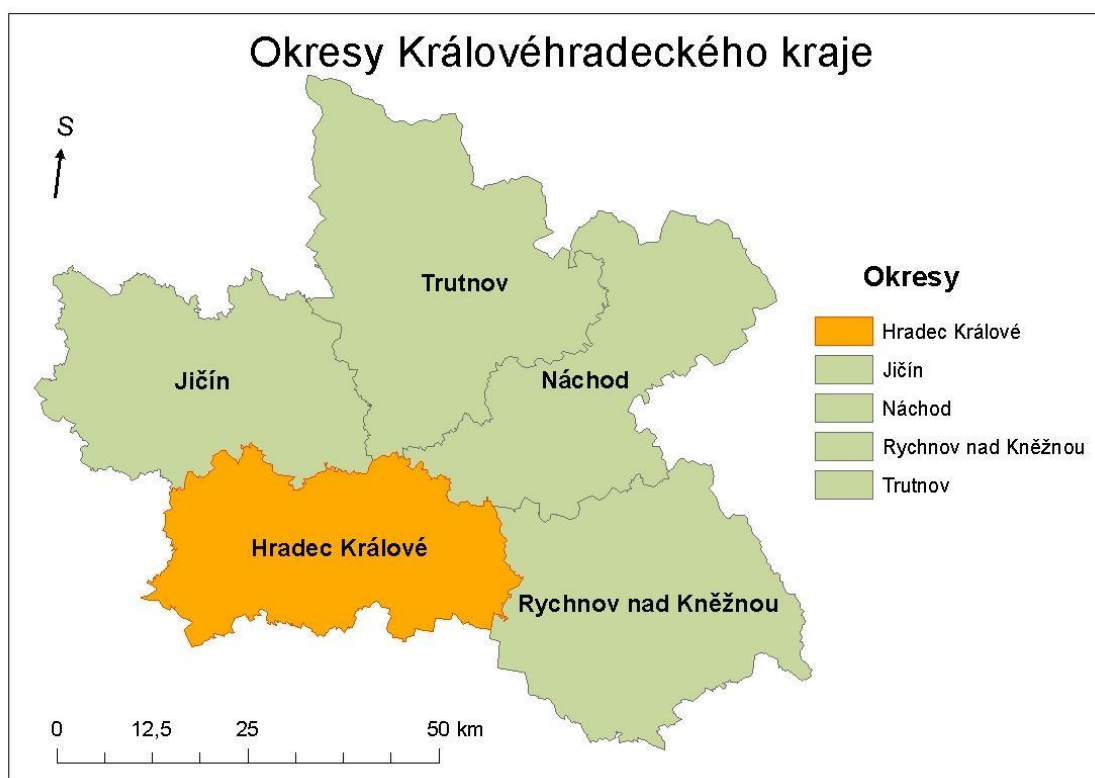 Okresy Královéhradeckého kraje
S
Trutnov
Jičín
Náchod
Hradec Králové
Rychnov nad Kněžnou
Okresy
Hradec Králové
Jičín
Náchod
Rychnov nad Kněžnou
Trutnov
0 12,5 25 50 km